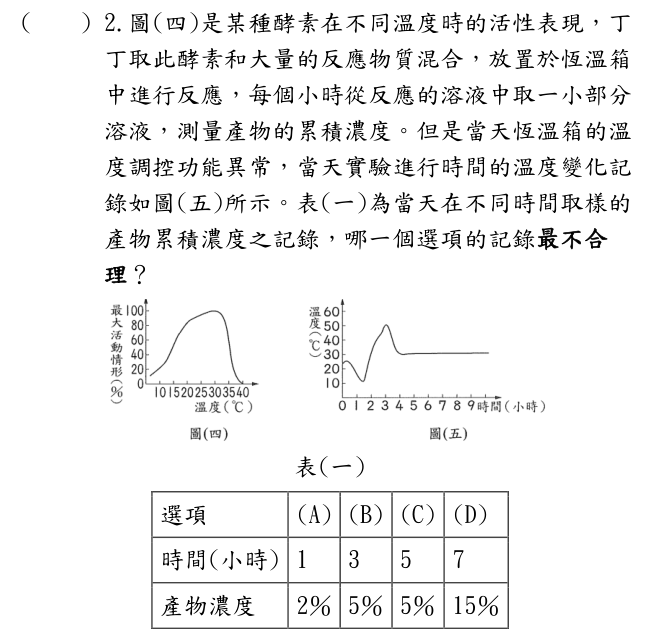 (　　) 2. 圖(四)是某種酵素在不同溫度時的活性表現，丁
丁取此酵素和大量的反應物質混合，放置於恆溫箱
中進行反應，每個小時從反應的溶液中取一小部分
溶液，測量產物的累積濃度。但是當天恆溫箱的溫
度調控功能異常，當天實驗進行時間的溫度變化記
錄如圖(五)所示。表(一)為當天在不同時間取樣的
產物累積濃度之記錄，哪一個選項的記錄最不合
理？
最大活動情形(%)
100
80
60
40
20
0
10 15 20 25 30 35 40
溫度(℃)
圖(四)
溫度(℃)
60
50
40
30
20
10
0 1 2 3 4 5 6 7 8 9 時間(小時)
圖(五)
表(一)
選項 (A) (B) (C) (D)
時間(小時) 1 3 5 7
產物濃度 2% 5% 5% 15%